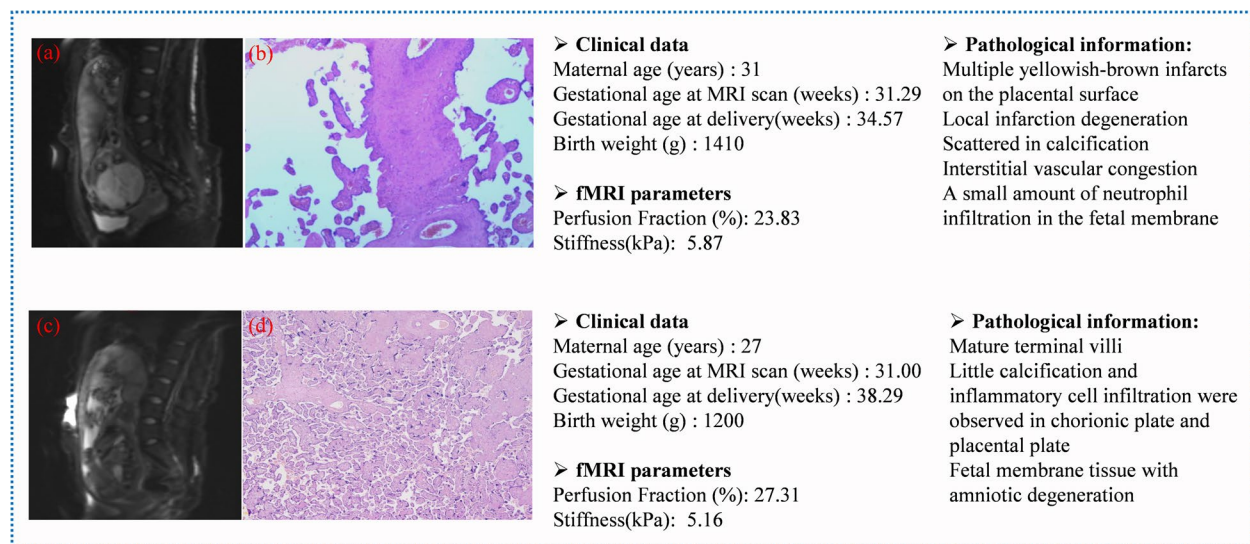 (a)
(b)
➢ Clinical data
Maternal age (years) : 31
Gestational age at MRI scan (weeks) : 31.29
Gestational age at delivery(weeks) : 34.57
Birth weight (g) : 1410
➢ fMRI parameters
Perfusion Fraction (%): 23.83
Stiffness(kPa): 5.87
➢ Pathological information:
Multiple yellowish-brown infarcts
on the placental surface
Local infarction degeneration
Scattered in calcification
Interstitial vascular congestion
A small amount of neutrophil
infiltration in the fetal membrane
(c)
(d)
➢ Clinical data
Maternal age (years) : 27
Gestational age at MRI scan (weeks) : 31.00
Gestational age at delivery(weeks) : 38.29
Birth weight (g) : 1200
➢ fMRI parameters
Perfusion Fraction (%): 27.31
Stiffness(kPa): 5.16
➢ Pathological information:
Mature terminal villi
Little calcification and
inflammatory cell infiltration were
observed in chorionic plate and
placental plate
Fetal membrane tissue with
amniotic degeneration